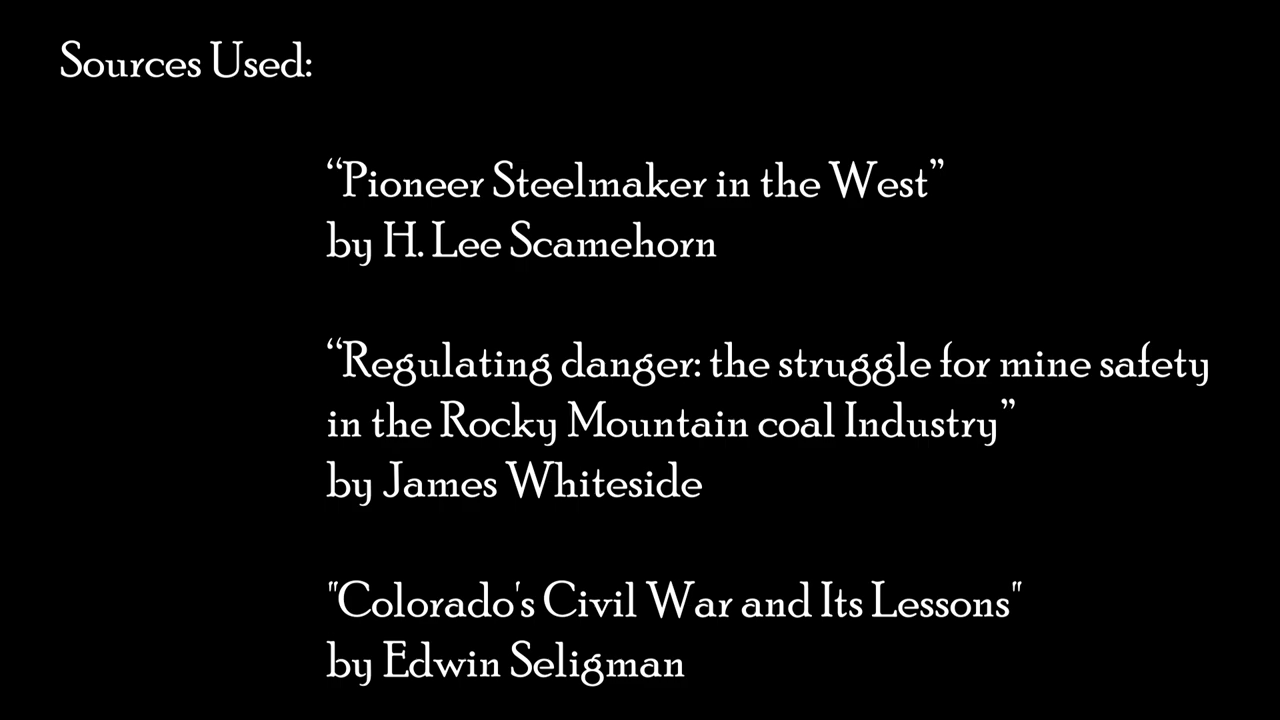 Sources Used:
“Pioneer Steelmaker in the West”
by H. Lee Scamehorn
“Regulating danger: the struggle for mine safety
in the Rocky Mountain coal Industry”
by James Whiteside
"Colorado's Civil War and Its Lessons"
by Edwin Seligman